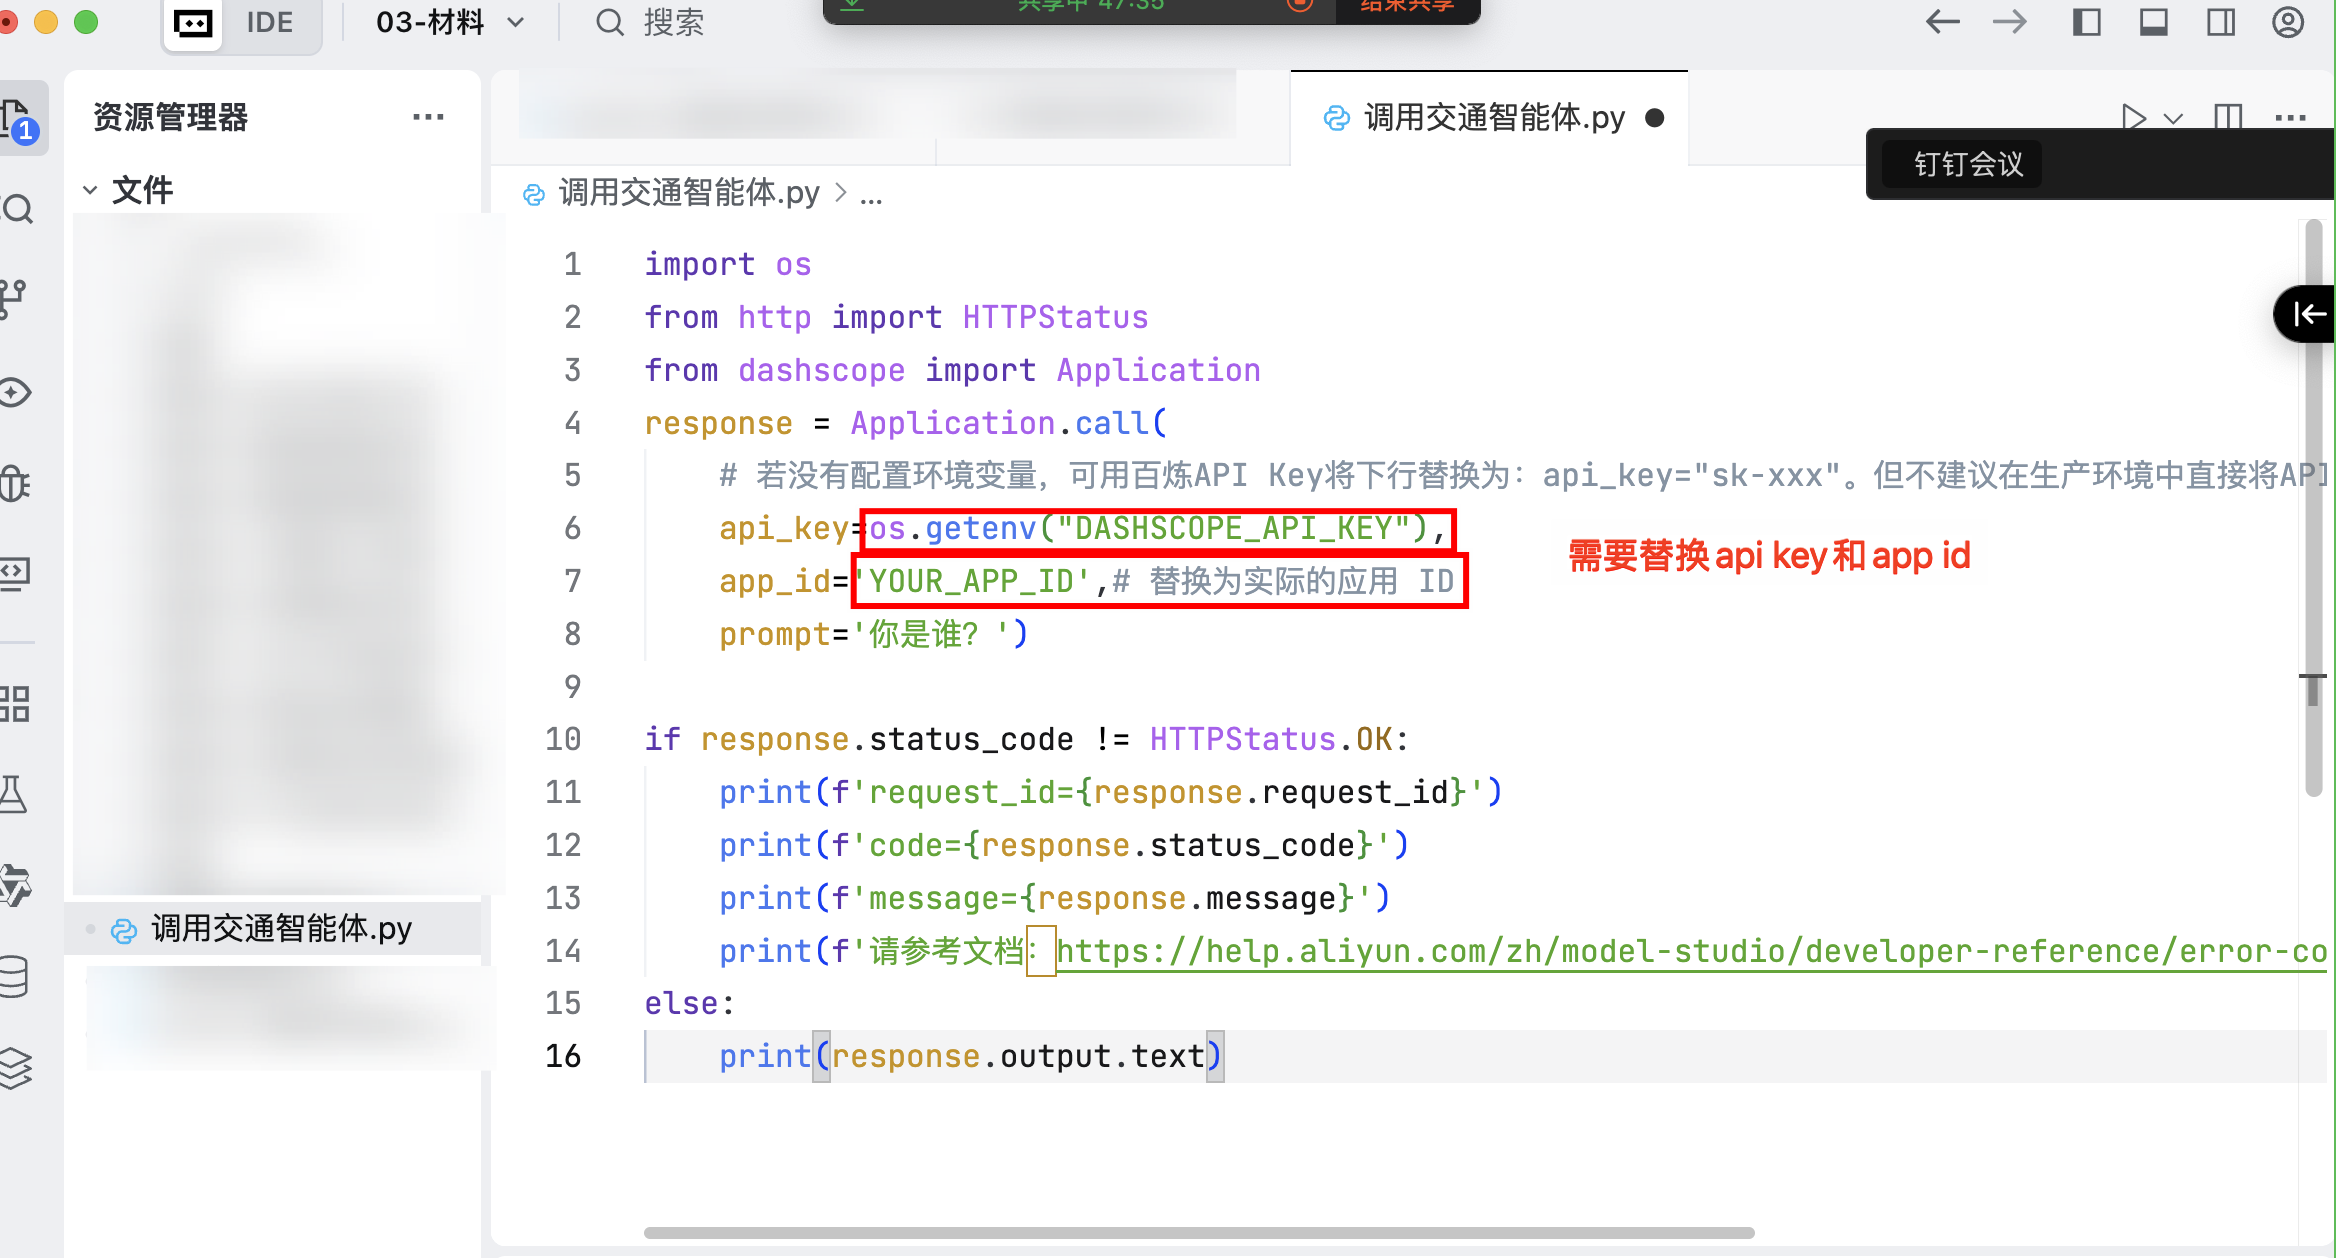 IDE
03-材料
搜索
共享中 47:35
结束共享
资源管理器
1
文件
调用交通智能体.py
调用交通智能体.py
钉钉会议
调用交通智能体.py > ...
1 import os
2 from http import HTTPStatus
3 from dashscope import Application
4 response = Application.call(
5 # 若没有配置环境变量，可用百炼API Key将下行替换为：api_key="sk-xxx"。但不建议在生产环境中直接将API
6 api_key=os.getenv("DASHSCOPE_API_KEY"),
7 app_id='YOUR_APP_ID',# 替换为实际的应用 ID
需要替换api key和app id
8 prompt='你是谁？')
9
10 if response.status_code != HTTPStatus.OK:
11 print(f'request_id={response.request_id}')
12 print(f'code={response.status_code}')
13 print(f'message={response.message}')
14 print(f'请参考文档：https://help.aliyun.com/zh/model-studio/developer-reference/error-co
15 else:
16 print(response.output.text)